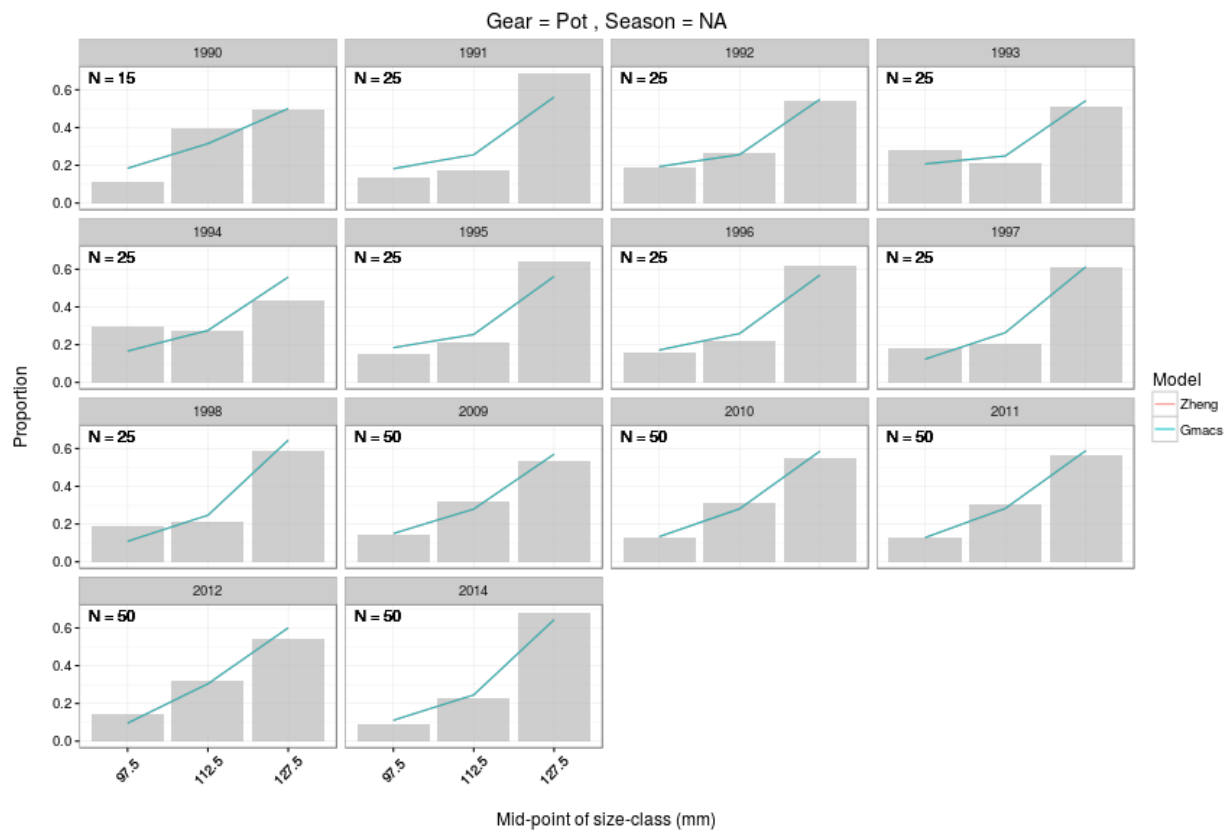 Gear = Pot , Season = NA
1990
1991
1992
1993
N = 15
N = 25
N = 25
N = 25
0.6
0.4
0.2
0.0
1994
1995
1996
1997
N = 25
N = 25
N = 25
N = 25
0.6
0.4
0.2
0.0
1998
2009
2010
2011
N = 25
N = 50
N = 50
N = 50
0.6
0.4
0.2
0.0
2012
2014
N = 50
N = 50
0.6
0.4
0.2
0.0
97.5
112.5
127.5
97.5
112.5
127.5
Proportion
Mid-point of size-class (mm)
Model
Zheng
Gmacs